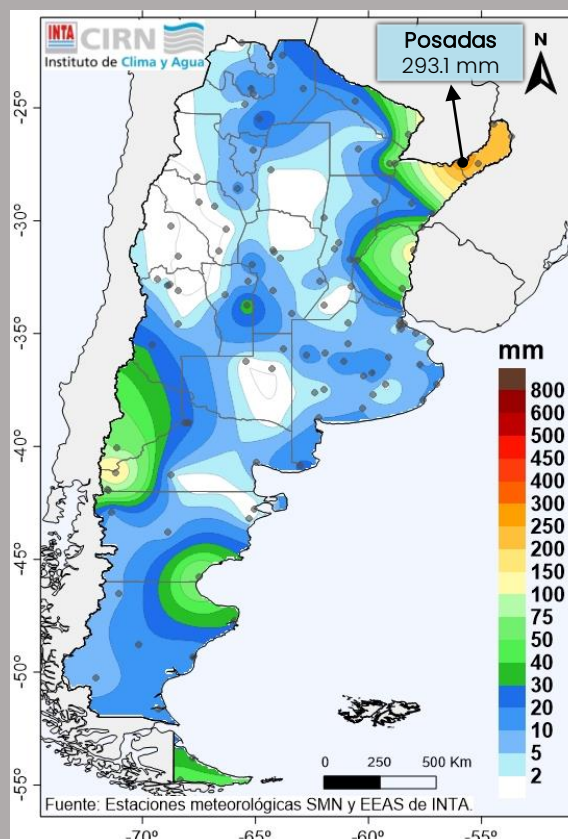 INTA CIRN
Instituto de Clima y Agua
Posadas
293.1 mm
N
-25°
-30°
-35°
-40°
-45°
-50°
-55°
mm
800
600
500
450
400
300
250
200
150
100
75
50
40
30
20
10
5
2
0 250 500 Km
Fuente: Estaciones meteorológicas SMN y EEAS de INTA.
-70° -65° -60° -55°